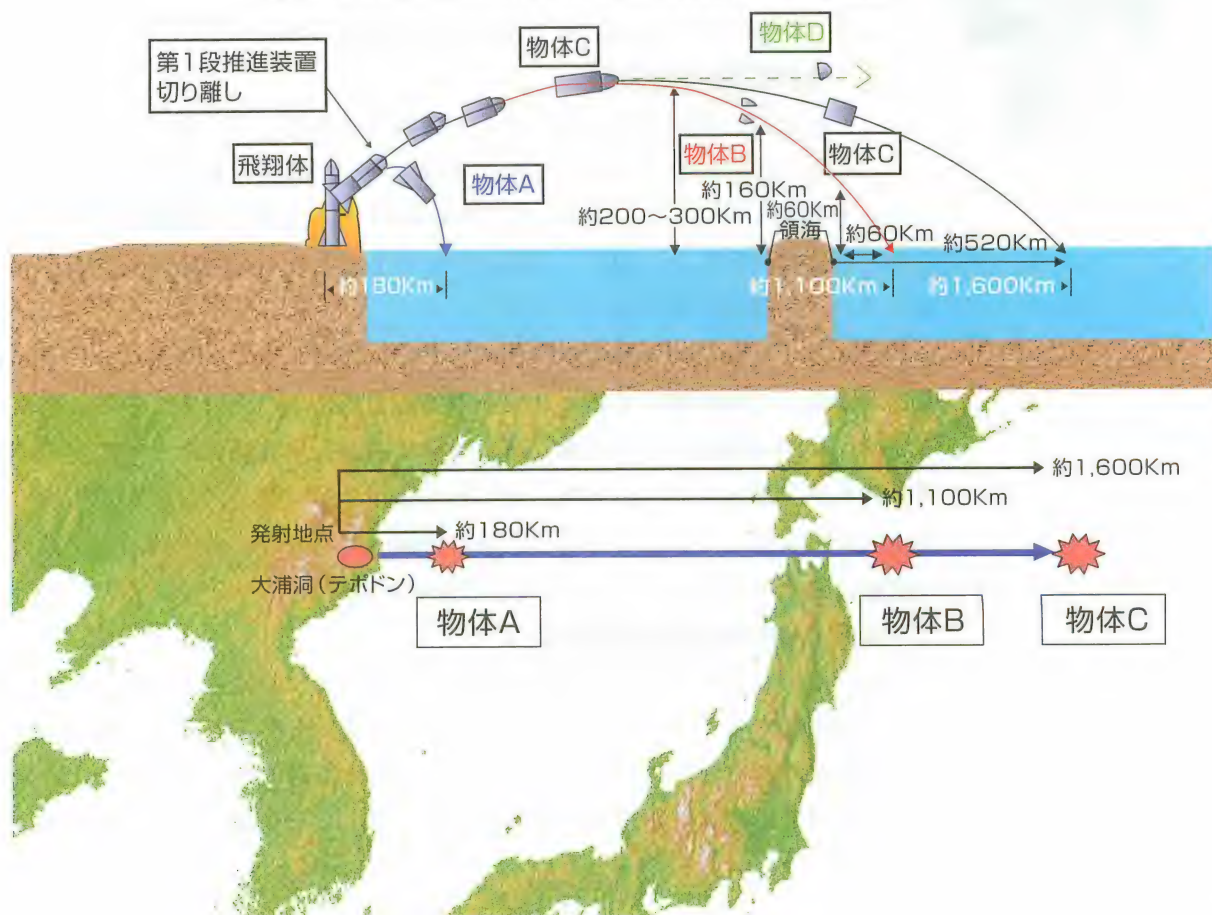 物体D
物体C
第1段推進装置
切り離し
飛翔体
物体A
物体B
物体C
約160Km
約200〜300Km
約60Km
領海
約60Km
約520Km
約180Km
約1,100Km
約1,600Km
約1,600Km
約1,100Km
約180Km
発射地点
大浦洞(テポドン)
物体A
物体B
物体C